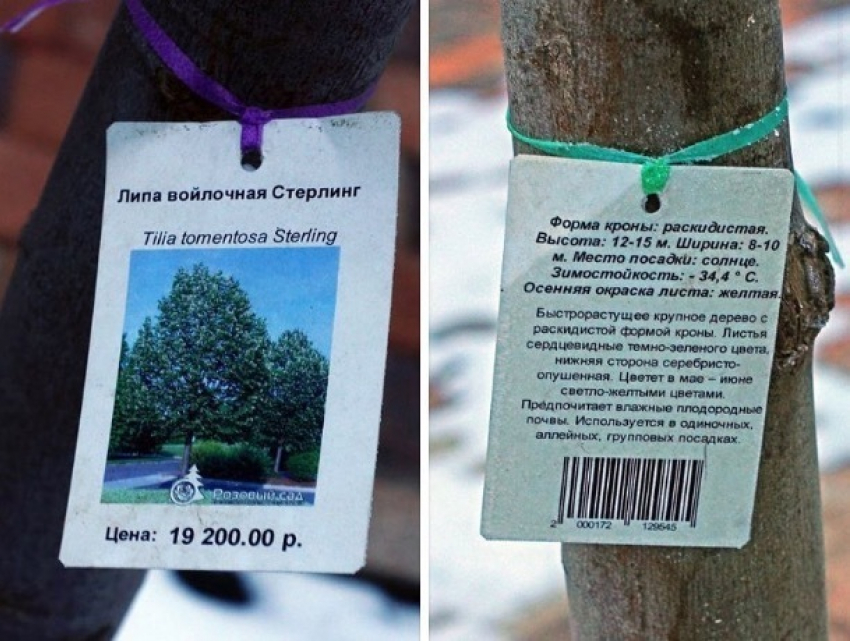 Липа войлочная Стерлинг
Tilia tomentosa Sterling
Розовый сад
Цена: 19 200.00 р.
Форма кроны: раскидистая.
Высота: 12-15 м. Ширина: 8-10
м. Место посадки: солнце.
Зимостойкость: - 34,4 ° С.
Осенняя окраска листа: желтая.
Быстрорастущее крупное дерево с
раскидистой формой кроны. Листья
сердцевидные темно-зеленого цвета,
нижняя сторона серебристо-
опушенная. Цветет в мае – июне
светло-желтыми цветами.
Предпочитает влажные плодородные
почвы. Используется в одиночных,
аллейных, групповых посадках.
2 000172 129545